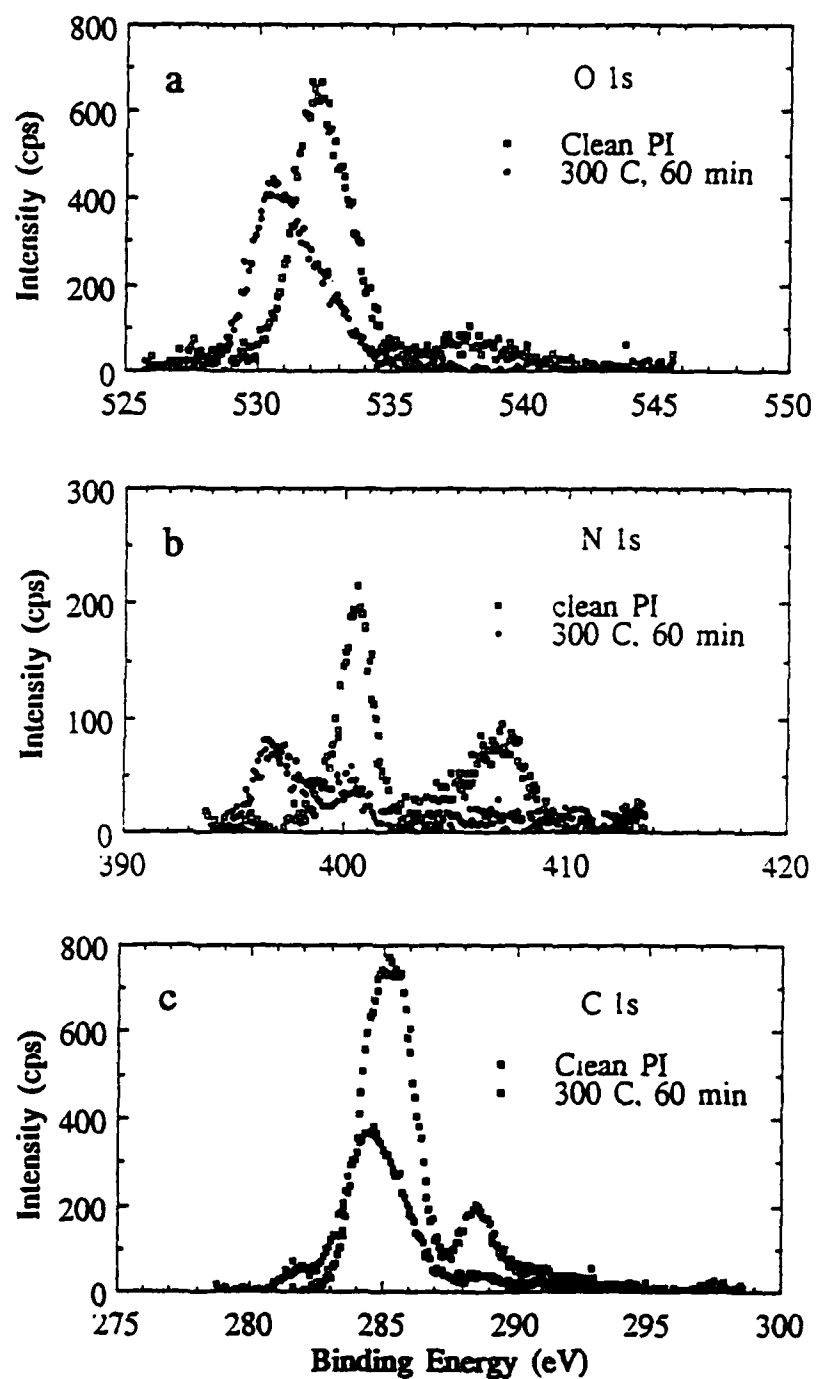 800
a
O 1s
600
Clean PI
300 C, 60 min
400
Intensity (cps)
200
0
525 530 535 540 545 550
300
b
N 1s
200
clean PI
300 C. 60 min
Intensity (cps)
100
0
390 400 410 420
800
c
C 1s
600
Clean PI
300 C. 60 min
400
Intensity (cps)
200
0
275 280 285 290 295 300
Binding Energy (eV)